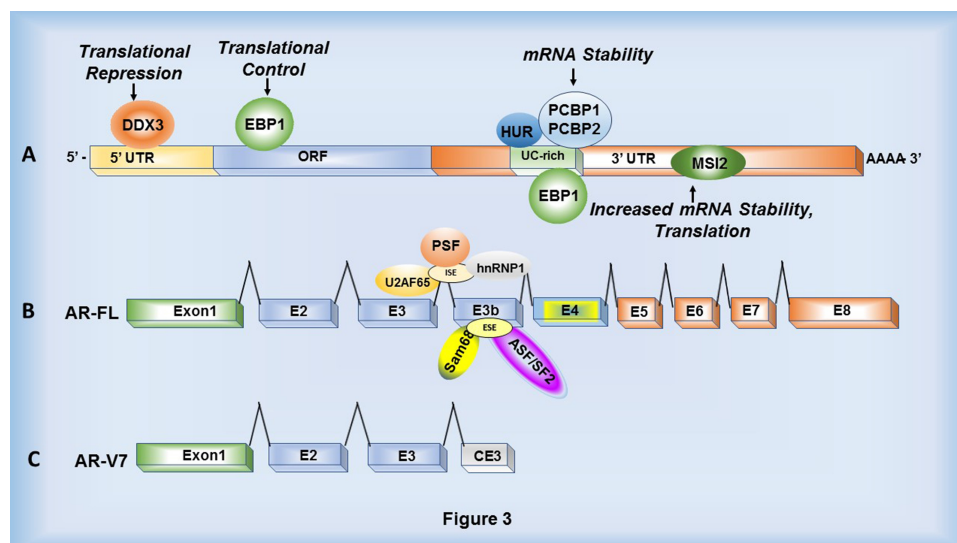 Translational
Repression
Translational
Control
mRNA Stability
DDX3
EBP1
HUR
PCBP1
PCBP2
A
5' -
5' UTR
ORF
UC-rich
3' UTR
MSI2
AAAA- 3'
EBP1
Increased mRNA Stability,
Translation
PSF
U2AF65
ISE
hnRNP1
B
AR-FL
Exon1
E2
E3
E3b
E4
E5
E6
E7
E8
ESE
Sam68
ASF/SF2
C
AR-V7
Exon1
E2
E3
CE3
Figure 3